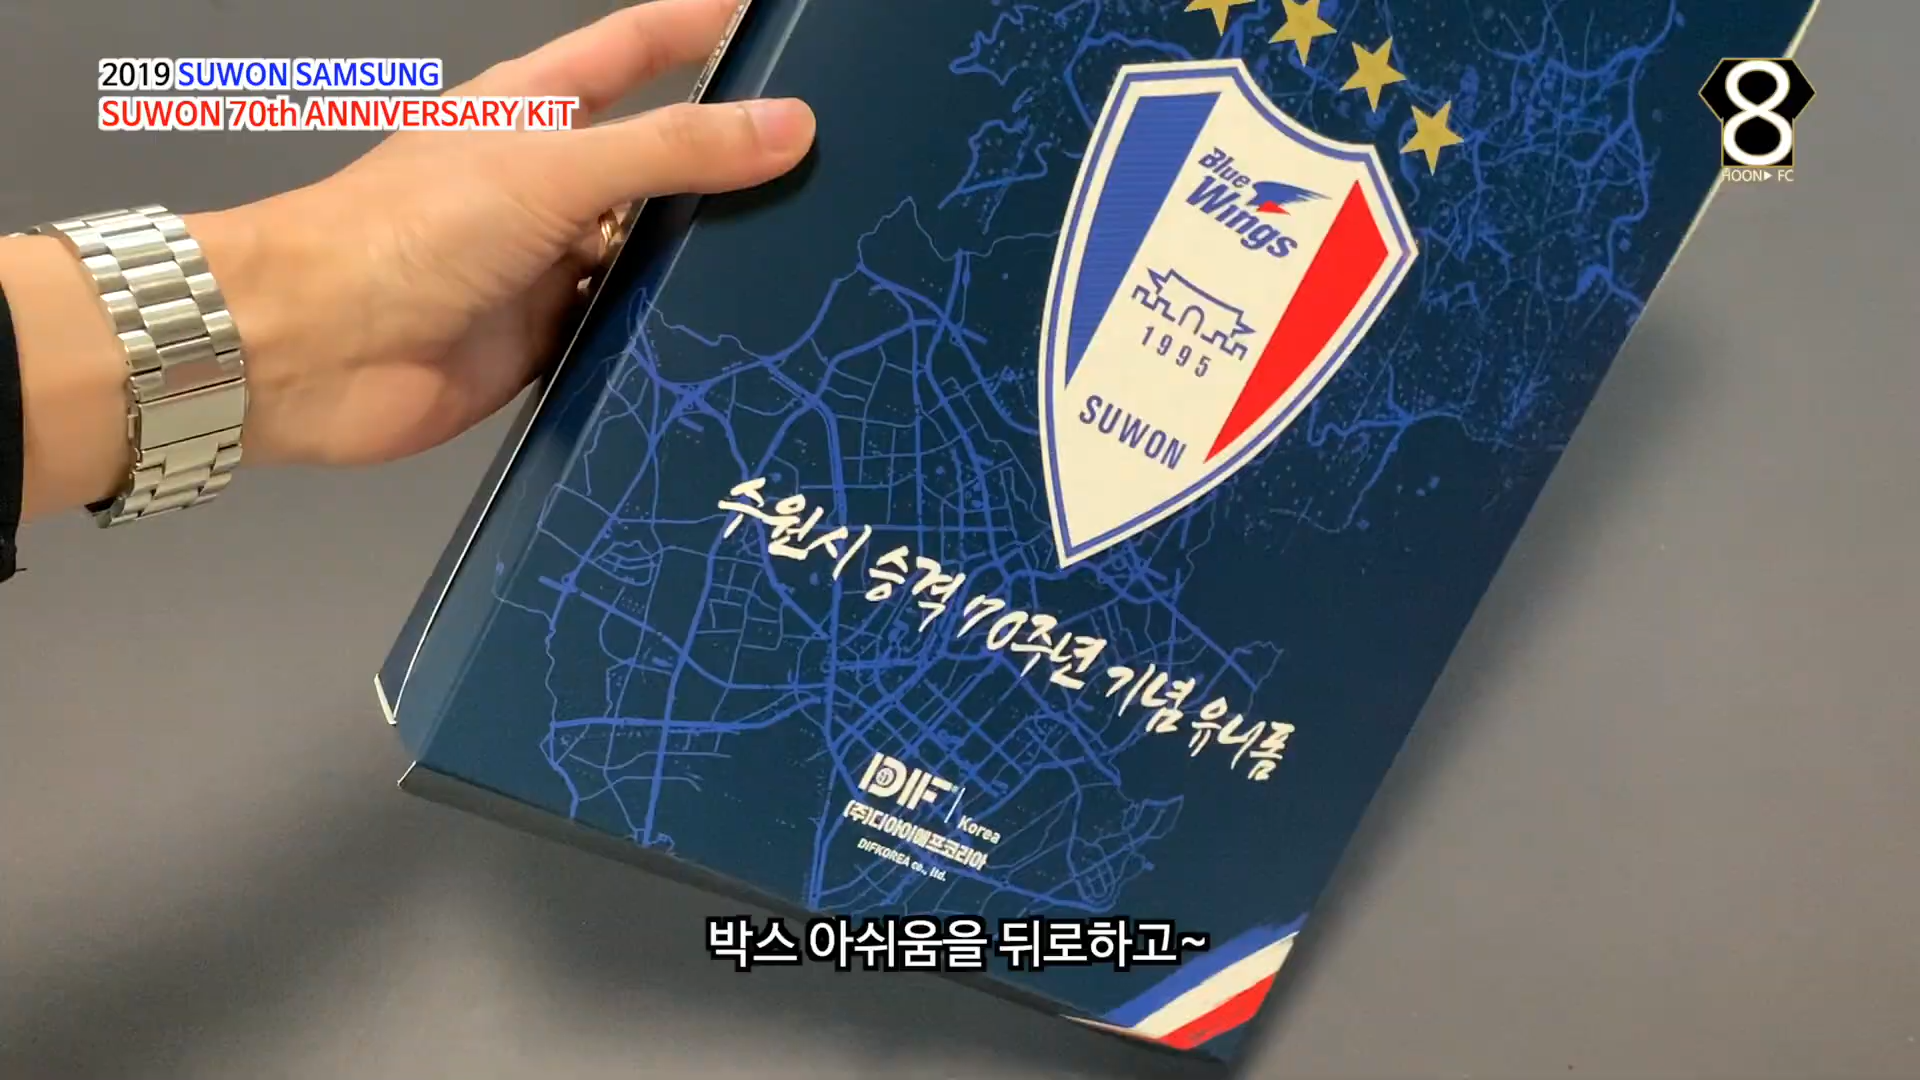 2019 SUWON SAMSUNG
SUWON 70th ANNIVERSARY KiT
8
HOON FC
Blue
Wings
1995
SUWON
수원시 승격 70주년 기념 유니폼
DIF Korea
(주)디아이에프코리아
DIFKOREA co., ltd.
박스 아쉬움을 뒤로하고~